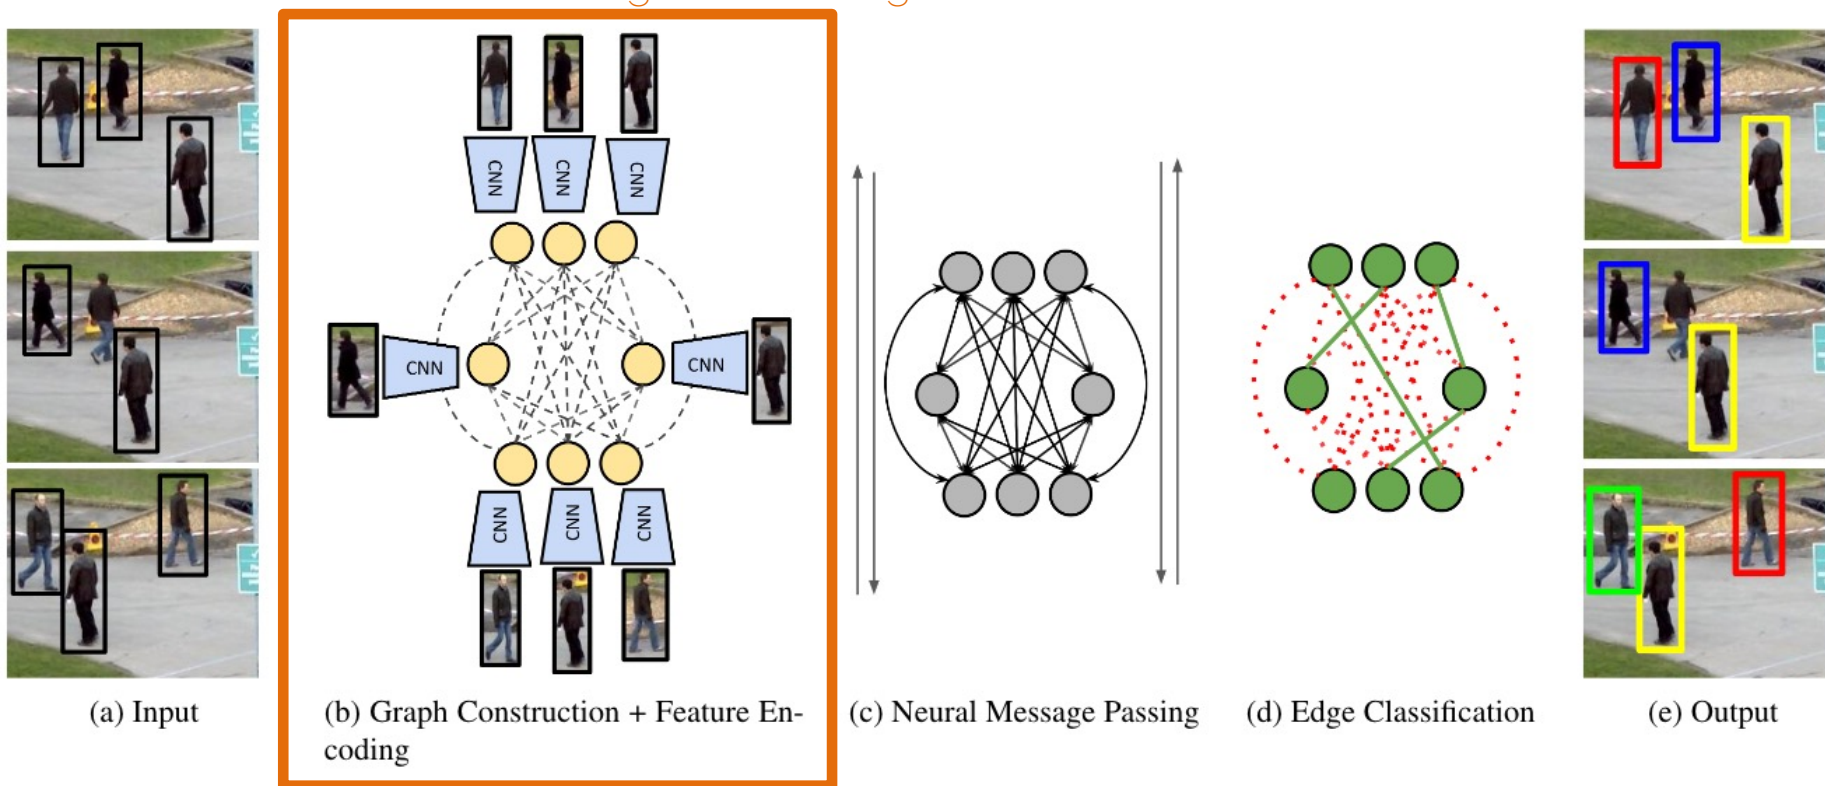 CNN
CNN
CNN
CNN
CNN
CNN
CNN
CNN
(a) Input
(b) Graph Construction + Feature En-
coding
(c) Neural Message Passing
(d) Edge Classification
(e) Output